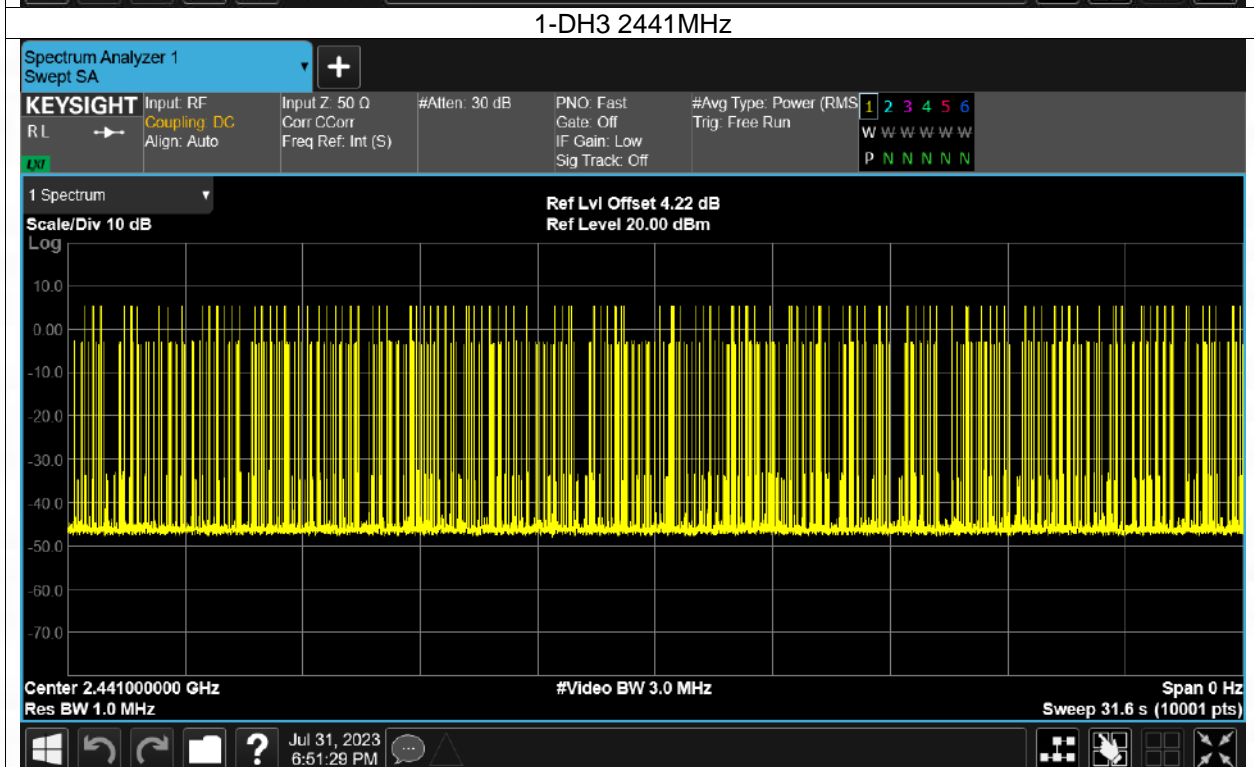 1-DH3 2441MHz
Spectrum Analyzer 1
Swept SA
+
KEYSIGHT Input: RF Input Z: 50 Ω #Atten: 30 dB PNO: Fast #Avg Type: Power (RMS 1 2 3 4 5 6
RL Coupling: DC Corr CCorr Gate: Off Trig: Free Run W W W W W W
Align: Auto Freq Ref: Int (S) IF Gain: Low
LXI Sig Track: Off P N N N N N
1 Spectrum
Ref Lvl Offset 4.22 dB
Scale/Div 10 dB Ref Level 20.00 dBm
Log
10.0
0.00
-10.0
-20.0
-30.0
-40.0
-50.0
-60.0
-70.0
Center 2.441000000 GHz #Video BW 3.0 MHz Span 0 Hz
Res BW 1.0 MHz Sweep 31.6 s (10001 pts)
? Jul 31, 2023
6:51:29 PM